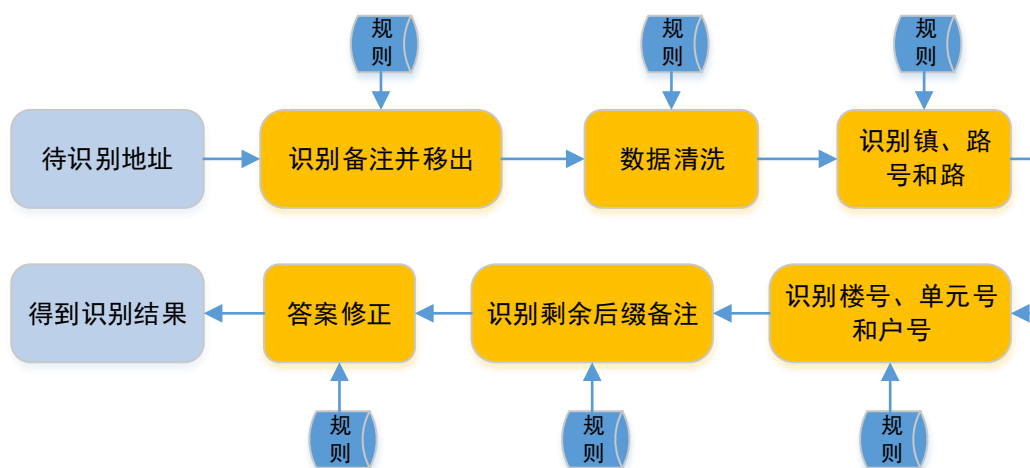 规
则
规
则
规
则
待识别地址
识别备注并移出
数据清洗
识别镇、路
号和路
得到识别结果
答案修正
识别剩余后缀备注
识别楼号、单元号
和户号
规
则
规
则
规
则